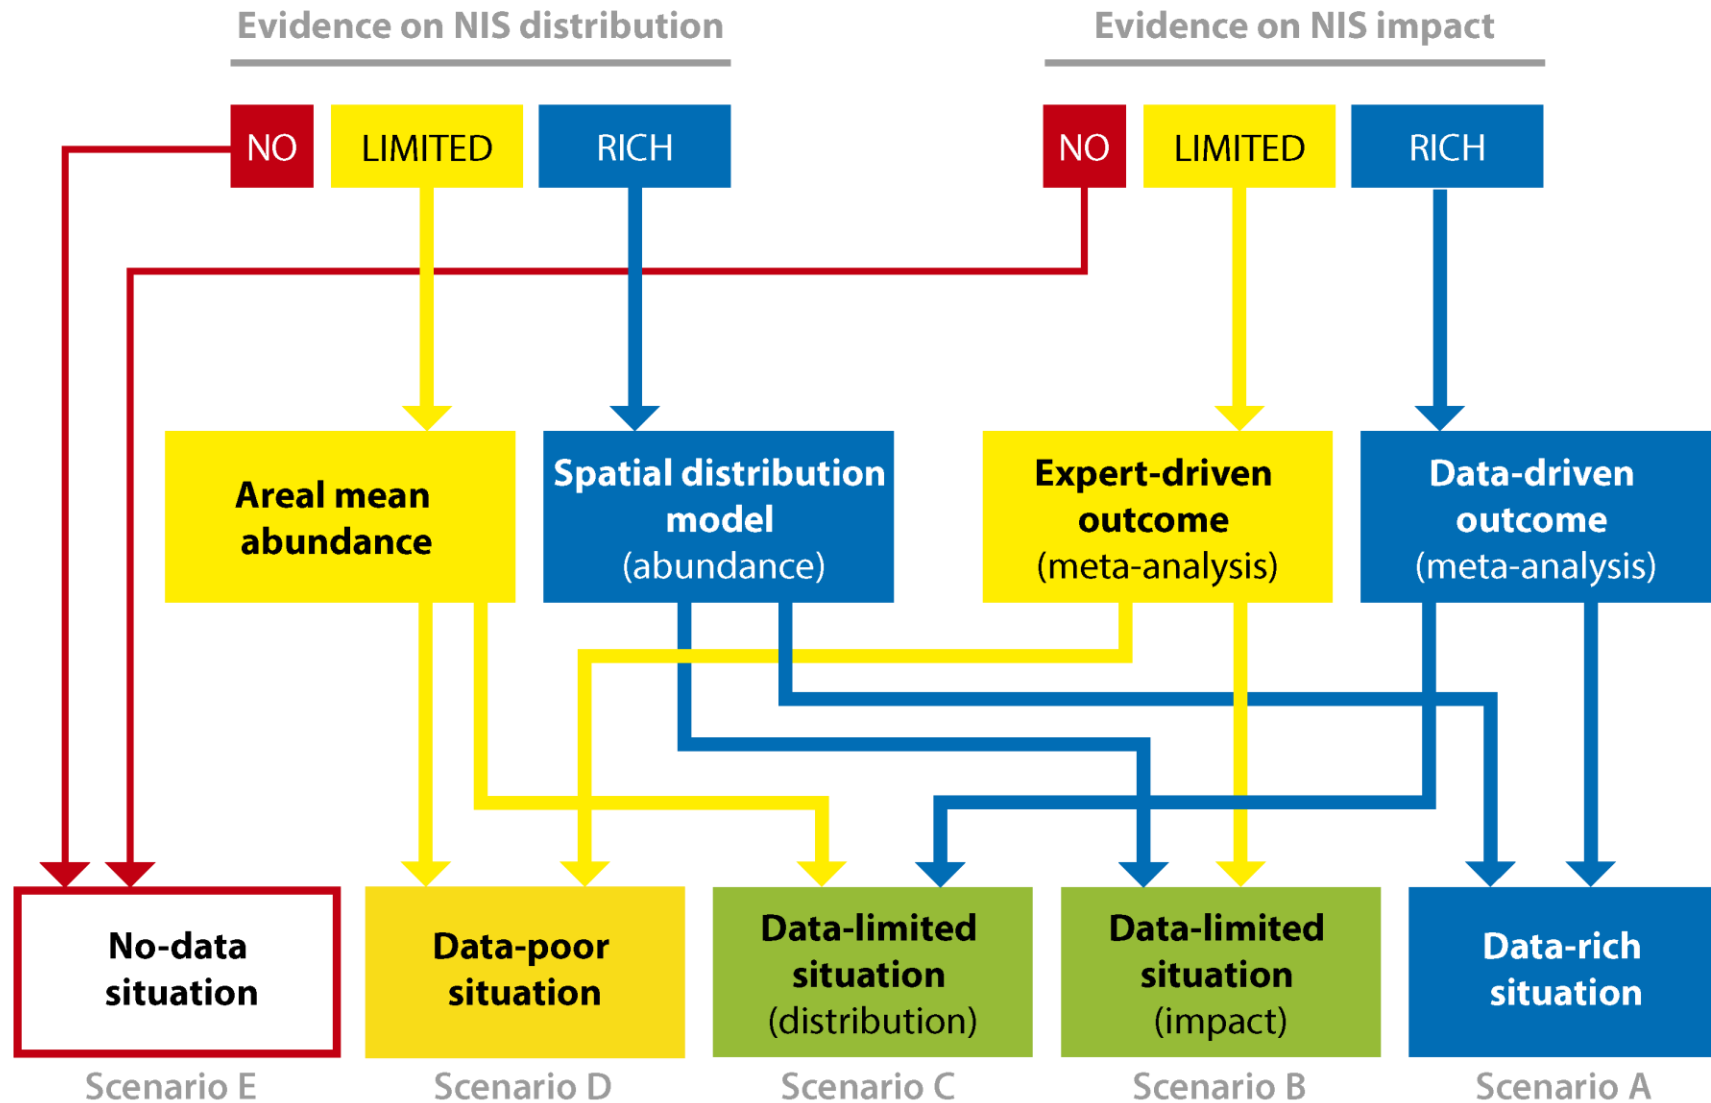 Evidence on NIS distribution
Evidence on NIS impact
NO
LIMITED
RICH
NO
LIMITED
RICH
Areal mean
abundance
Spatial distribution
model
(abundance)
Expert-driven
outcome
(meta-analysis)
Data-driven
outcome
(meta-analysis)
No-data
situation
Data-poor
situation
Data-limited
situation
(distribution)
Data-limited
situation
(impact)
Data-rich
situation
Scenario E
Scenario D
Scenario C
Scenario B
Scenario A